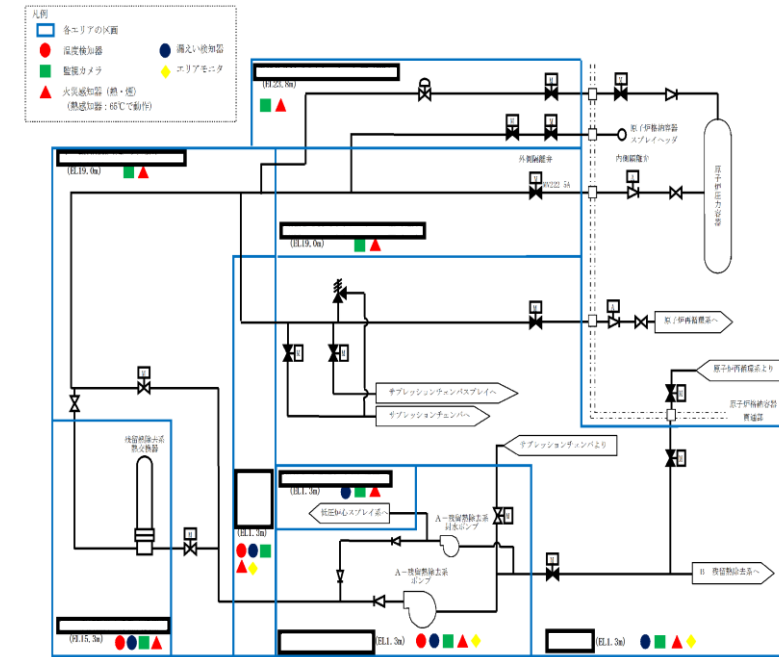 凡例
各エリアの区画
温度検知器
漏えい検知器
監視カメラ
エリアモニタ
火災感知器（熱・煙）
（熱感知器：65℃で動作）
(EL23.8m)
原子炉格納容器
スプレイヘッダ
(EL19.0m)
外側隔離弁
内側隔離弁
MV222-5A
原子炉圧力容器
(EL19.0m)
原子炉再循環系へ
サプレッションチェンバスプレイへ
サプレッションチェンバへ
原子炉再循環系より
原子炉格納容器
貫通部
サプレッションチェンバより
残留熱除去系
熱交換器
(EL1.3m)
低圧炉心スプレイ系へ
A－残留熱除去系
封水ポンプ
(EL1.3m)
A－残留熱除去系
ポンプ
B－残留熱除去系へ
(EL15.3m)
(EL1.3m)
(EL1.3m)